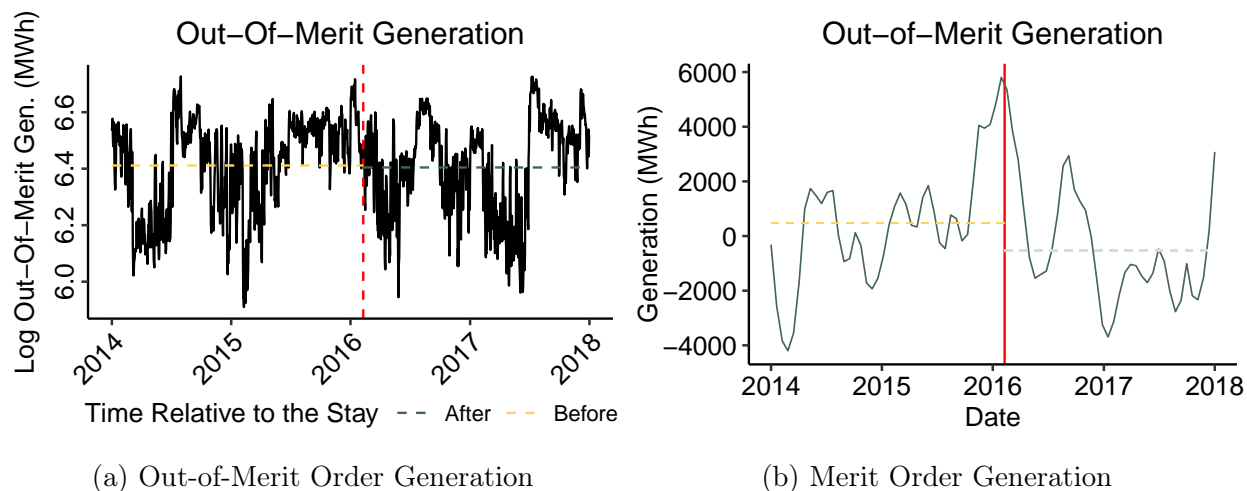 Out−Of−Merit Generation
Log Out−Of−Merit Gen. (MWh)
6.6
6.4
6.2
6.0
2014
2015
2016
2017
2018
Time Relative to the Stay
After
Before
(a) Out-of-Merit Order Generation
Out−of−Merit Generation
Generation (MWh)
6000
4000
2000
0
−2000
−4000
2014
2015
2016
2017
2018
Date
(b) Merit Order Generation